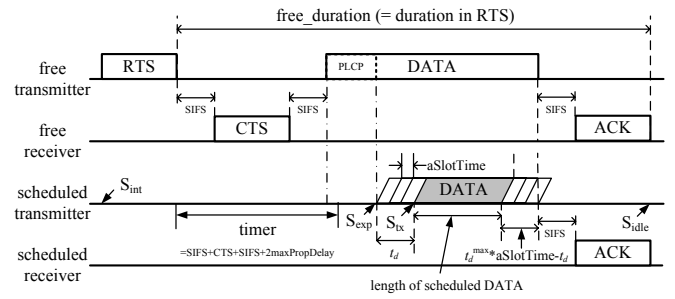 free_duration (= duration in RTS)
free
transmitter
RTS
PLCP
DATA
SIFS
SIFS
SIFS
free
receiver
CTS
ACK
aSlotTime
scheduled
transmitter
S_int
DATA
timer
S_exp
S_tx
S_idle
SIFS
=SIFS+CTS+SIFS+2maxPropDelay
t_d
t_d^max*aSlotTime-t_d
scheduled
receiver
ACK
length of scheduled DATA